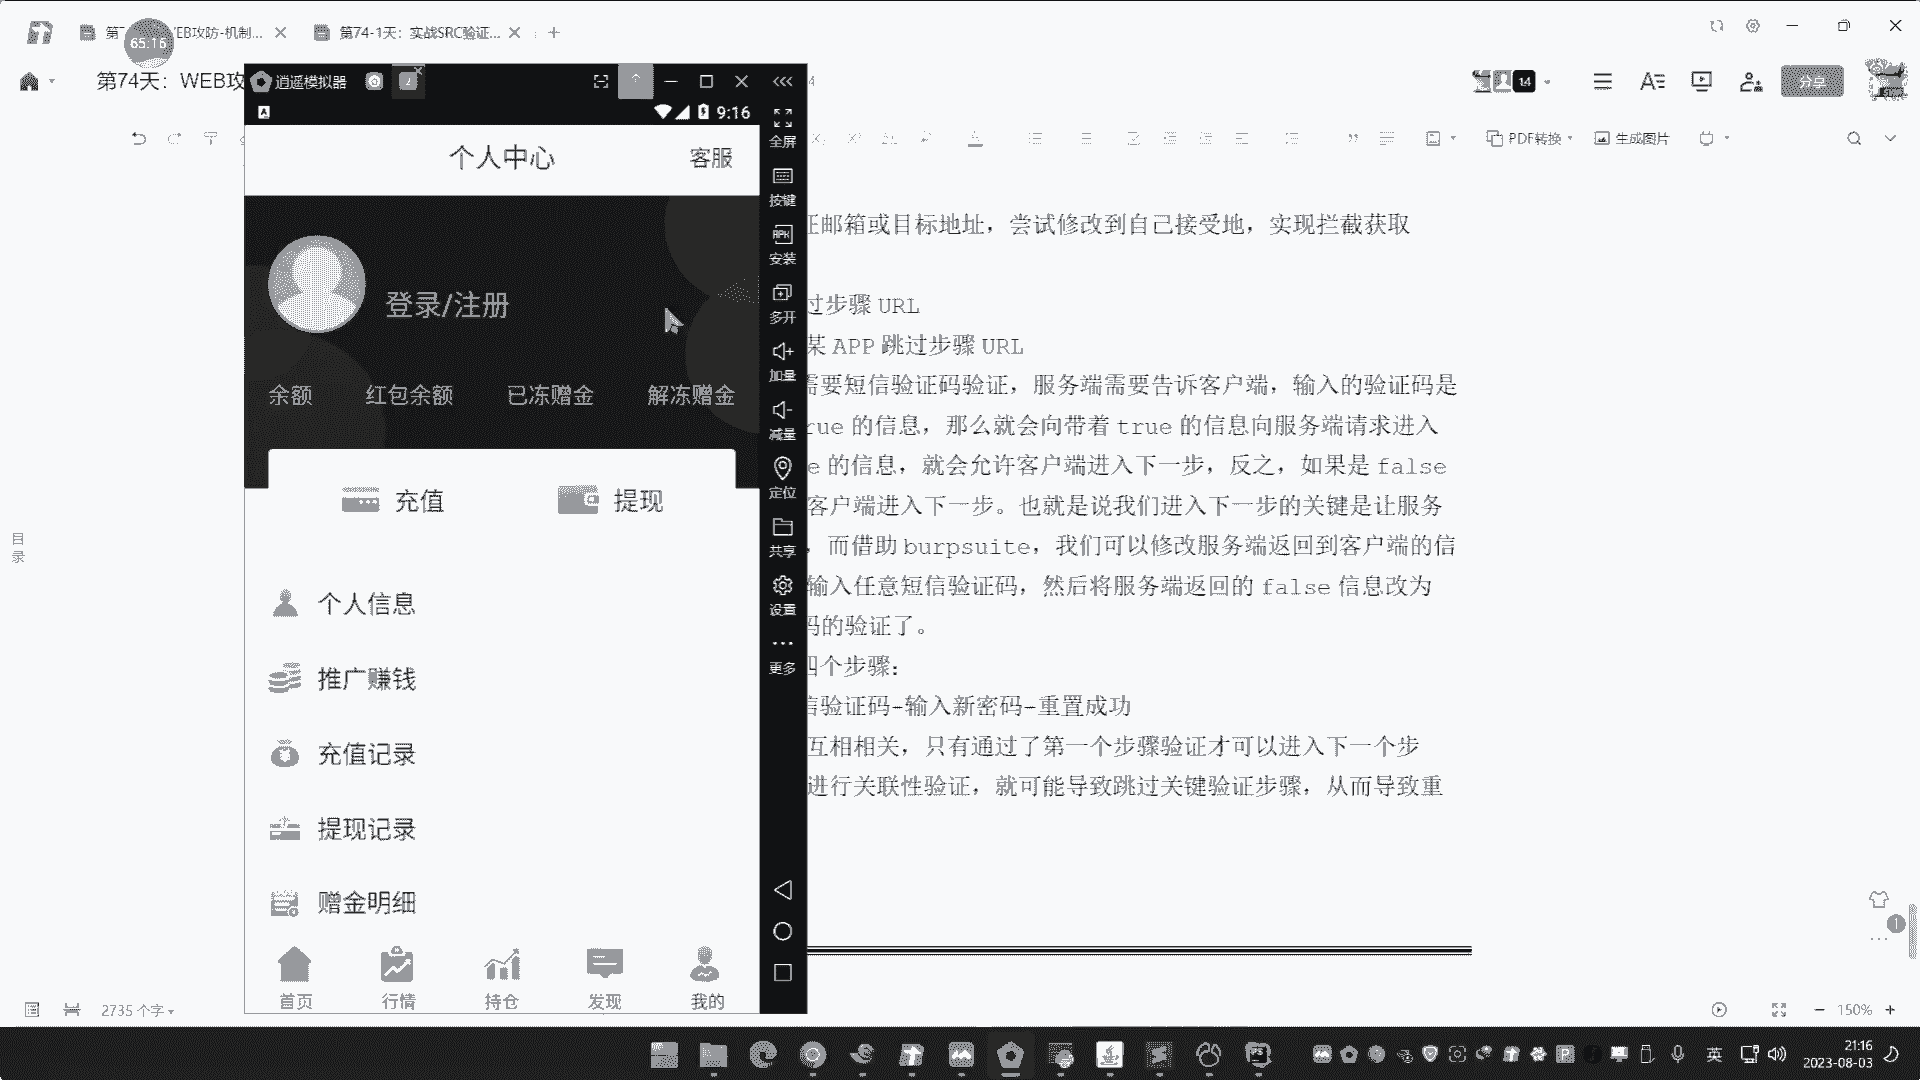 第 WEB攻防-机制...
65:16
第74-1天：实战SRC验证...
第74天：WEB攻
14
分享
4
PDF转换
生成图片
逍遥模拟器
9:16
个人中心
客服
登录/注册
余额
红包余额
已冻赠金
解冻赠金
充值
提现
个人信息
推广赚钱
充值记录
提现记录
赠金明细
首页
行情
持仓
发现
我的
全屏
按键
APK
安装
多开
加量
减量
定位
共享
设置
更多
证邮箱或目标地址，尝试修改到自己接受地，实现拦截获取
过步骤 URL
某 APP 跳过步骤 URL
需要短信验证码验证，服务端需要告诉客户端，输入的验证码是
rue 的信息，那么就会向带着 true 的信息向服务端请求进入
e 的信息，就会允许客户端进入下一步，反之，如果是 false
客户端进入下一步。也就是说我们进入下一步的关键是让服务
，而借助 burpsuite，我们可以修改服务端返回到客户端的信
输入任意短信验证码，然后将服务端返回的 false 信息改为
码的验证了。
四个步骤：
信验证码-输入新密码-重置成功
互相相关，只有通过了第一个步骤验证才可以进入下一个步
进行关联性验证，就可能导致跳过关键验证步骤，从而导致重
目
录
1
2735 个字
150%
英
21:16
2023-08-03